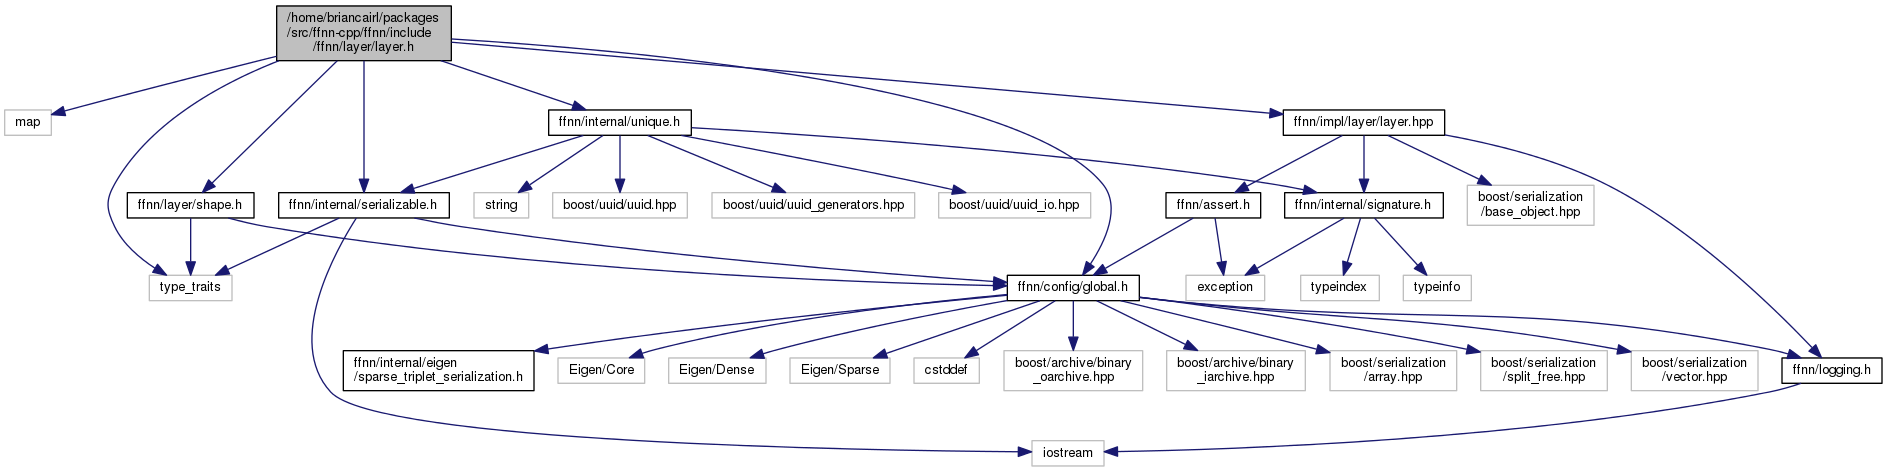 /home/briancairl/packages
/src/ffnn-cpp/ffnn/include
/ffnn/layer/layer.h
map
ffnn/internal/unique.h
ffnn/impl/layer/layer.hpp
ffnn/layer/shape.h
ffnn/internal/serializable.h
string
boost/uuid/uuid.hpp
boost/uuid/uuid_generators.hpp
boost/uuid/uuid_io.hpp
ffnn/assert.h
ffnn/internal/signature.h
boost/serialization
/base_object.hpp
type_traits
ffnn/config/global.h
exception
typeindex
typeinfo
ffnn/internal/eigen
/sparse_triplet_serialization.h
Eigen/Core
Eigen/Dense
Eigen/Sparse
cstddef
boost/archive/binary
_oarchive.hpp
boost/archive/binary
_iarchive.hpp
boost/serialization
/array.hpp
boost/serialization
/split_free.hpp
boost/serialization
/vector.hpp
ffnn/logging.h
iostream